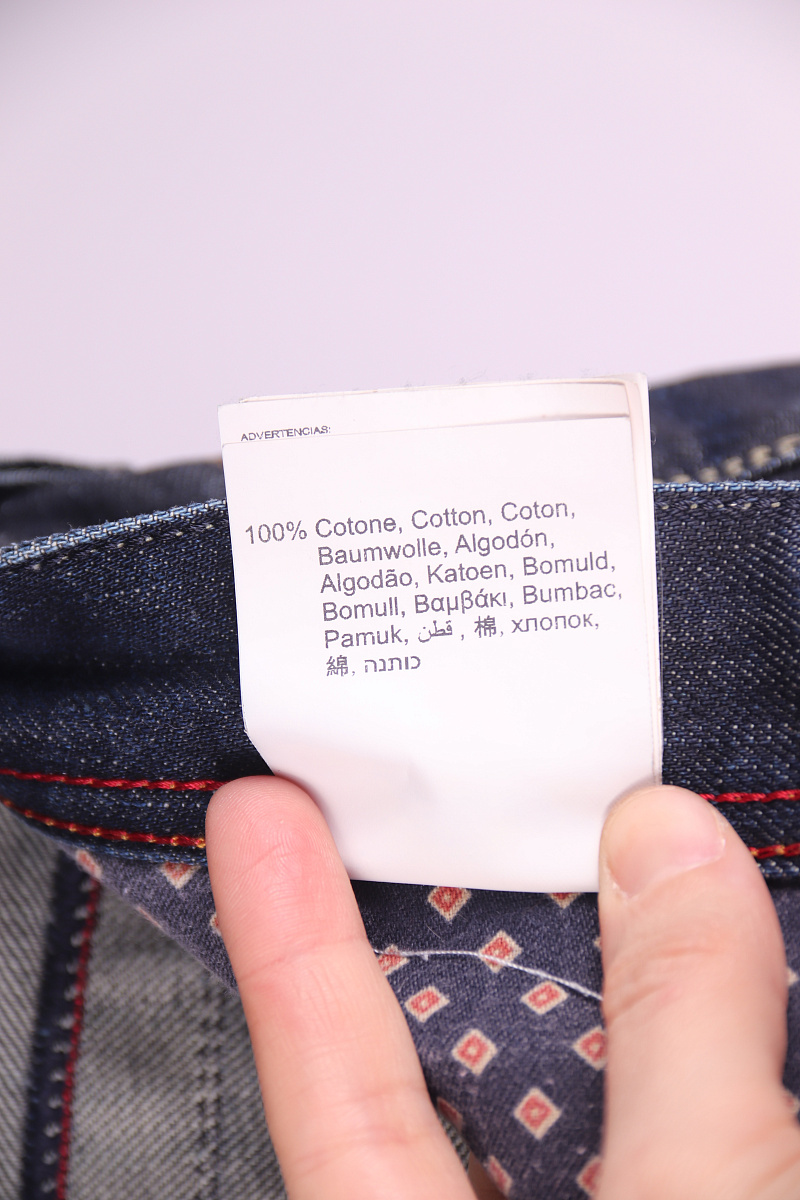 ADVERTENCIAS:
100% Cotone, Cotton, Coton,
Baumwolle, Algodón,
Algodão, Katoen, Bomuld,
Bomull, Βαμβάκι, Bumbac,
Pamuk, قطن , 棉, хлопок,
綿, כותנה